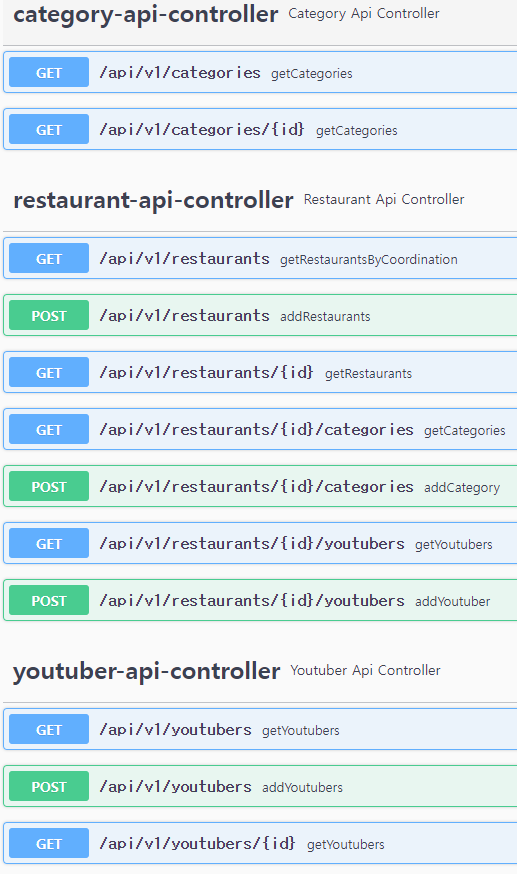 category-api-controller Category Api Controller
GET /api/v1/categories getCategories
GET /api/v1/categories/{id} getCategories
restaurant-api-controller Restaurant Api Controller
GET /api/v1/restaurants getRestaurantsByCoordination
POST /api/v1/restaurants addRestaurants
GET /api/v1/restaurants/{id} getRestaurants
GET /api/v1/restaurants/{id}/categories getCategories
POST /api/v1/restaurants/{id}/categories addCategory
GET /api/v1/restaurants/{id}/youtubers getYoutubers
POST /api/v1/restaurants/{id}/youtubers addYoutuber
youtuber-api-controller Youtuber Api Controller
GET /api/v1/youtubers getYoutubers
POST /api/v1/youtubers addYoutubers
GET /api/v1/youtubers/{id} getYoutubers